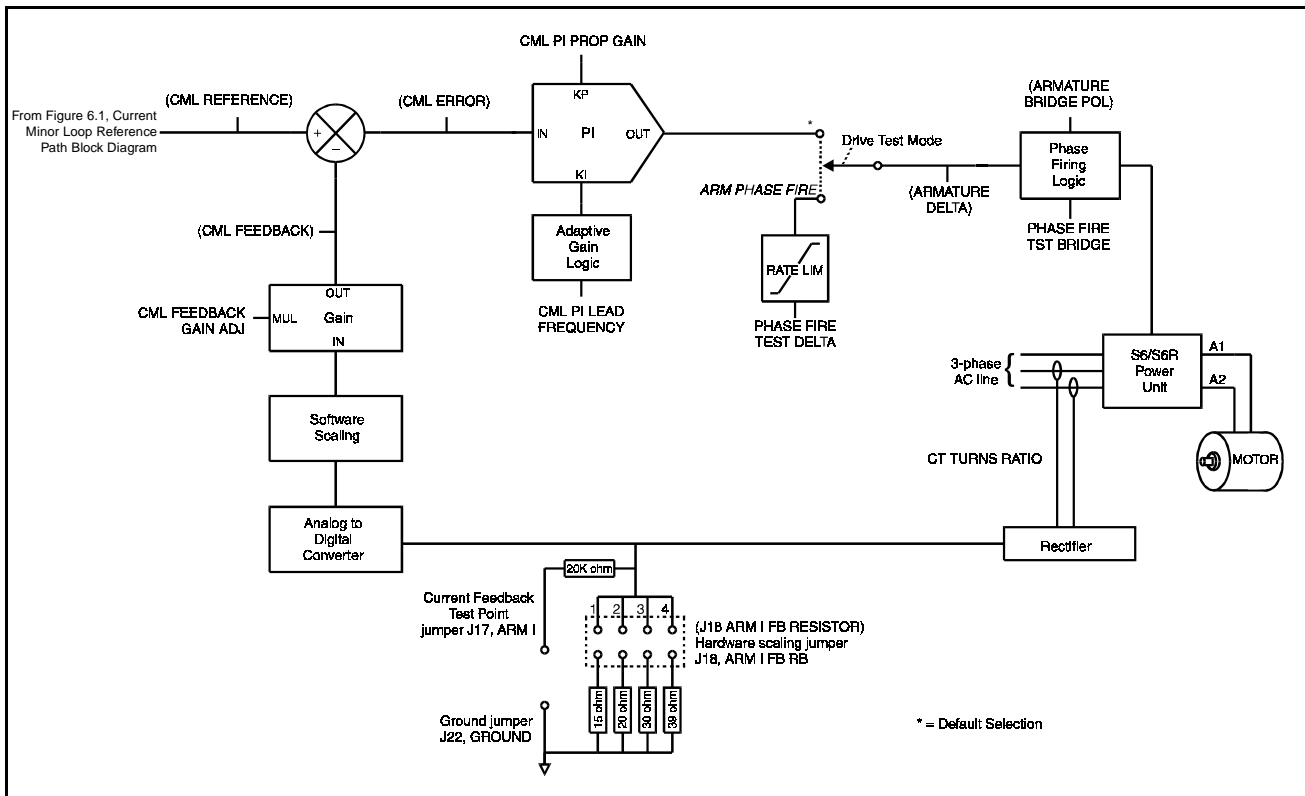 CML PI PROP GAIN
(CML REFERENCE)
(CML ERROR)
From Figure 6.1, Current
Minor Loop Reference
Path Block Diagram
+
−
KP
IN
PI
OUT
KI
*
Drive Test Mode
(ARMATURE
BRIDGE POL)
Phase
Firing
Logic
ARM PHASE FIRE
(ARMATURE
DELTA)
PHASE FIRE
TST BRIDGE
(CML FEEDBACK)
Adaptive
Gain
Logic
RATE LIM
CML PI LEAD
FREQUENCY
PHASE FIRE
TEST DELTA
CML FEEDBACK
GAIN ADJ
OUT
MUL
Gain
IN
3-phase
AC line
S6/S6R
Power
Unit
A1
A2
Software
Scaling
CT TURNS RATIO
MOTOR
Analog to
Digital
Converter
Rectifier
20K ohm
Current Feedback
Test Point
jumper J17, ARM I
1 2 3 4
(J18 ARM I FB RESISTOR)
Hardware scaling jumper
J18, ARM I FB RB
15 ohm
20 ohm
30 ohm
39 ohm
Ground jumper
J22, GROUND
* = Default Selection